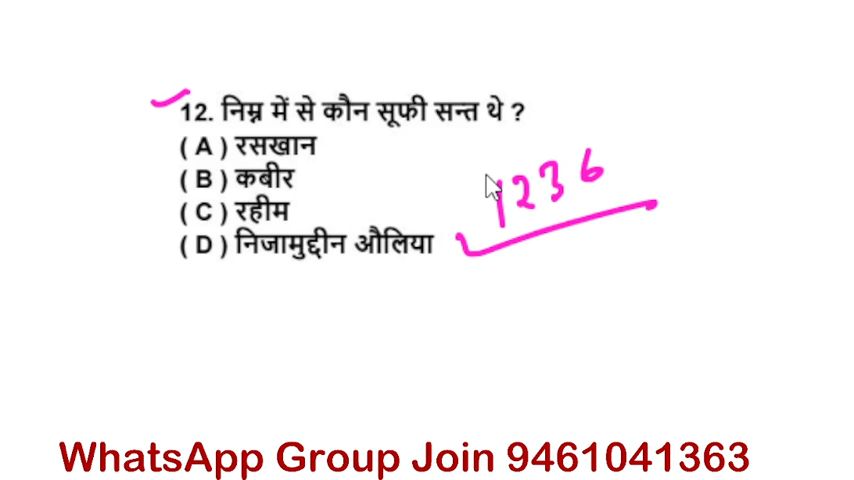 12. निम्न में से कौन सूफी सन्त थे ?
( A ) रसखान
( B ) कबीर
( C ) रहीम
( D ) निजामुद्दीन औलिया
1236
WhatsApp Group Join 9461041363